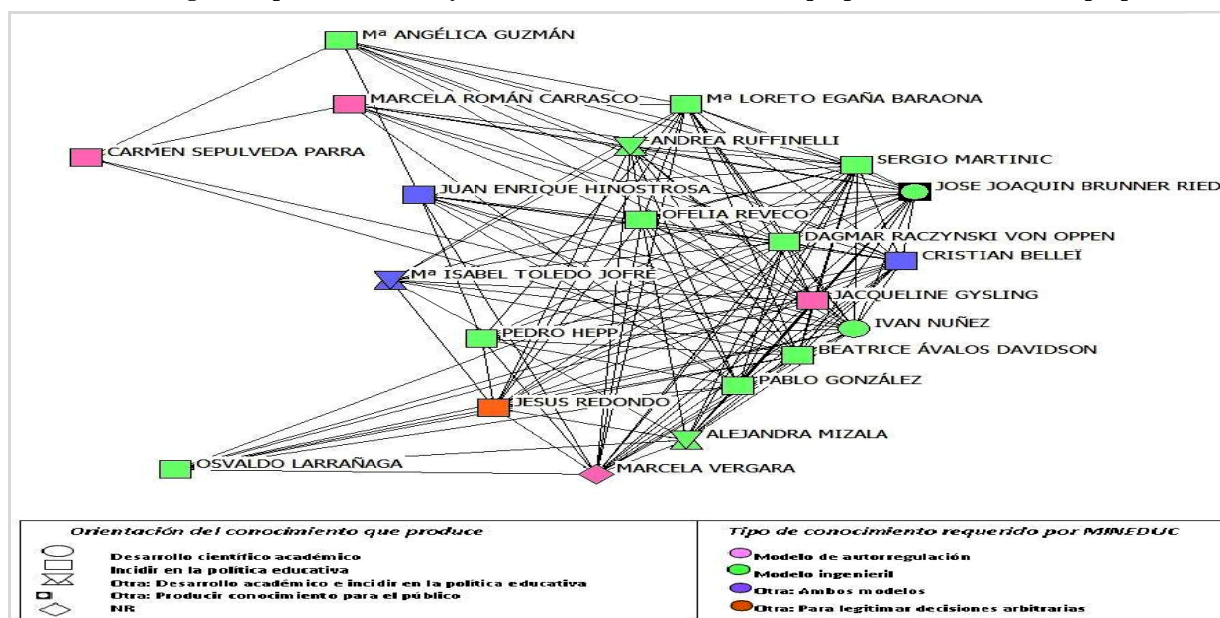 Mª ANGÉLICA GUZMÁN
MARCELA ROMÁN CARRASCO
Mª LORETO EGAÑA BARAONA
ANDREA RUFFINELLI
CARMEN SEPULVEDA PARRA
SERGIO MARTINIC
JUAN ENRIQUE HINOSTROSA
JOSE JOAQUIN BRUNNER RIED
OFELIA REVECO
DAGMAR RACZYNSKI VON OPPEN
CRISTIAN BELLEÏ
Mª ISABEL TOLEDO JOFRÉ
JACQUELINE GYSLING
IVAN NUÑEZ
PEDRO HEPP
BEATRICE ÁVALOS DAVIDSON
PABLO GONZÁLEZ
JESUS REDONDO
ALEJANDRA MIZALA
OSVALDO LARRAÑAGA
MARCELA VERGARA
Orientación del conocimiento que produce
Desarrollo científico académico
Incidir en la política educativa
Otra: Desarrollo académico e incidir en la política educativa
Otra: Producir conocimiento para el público
NR
Tipo de conocimiento requerido por MINEDUC
Modelo de autorregulación
Modelo ingenieril
Otra: Ambos modelos
Otra: Para legitimar decisiones arbitrarias